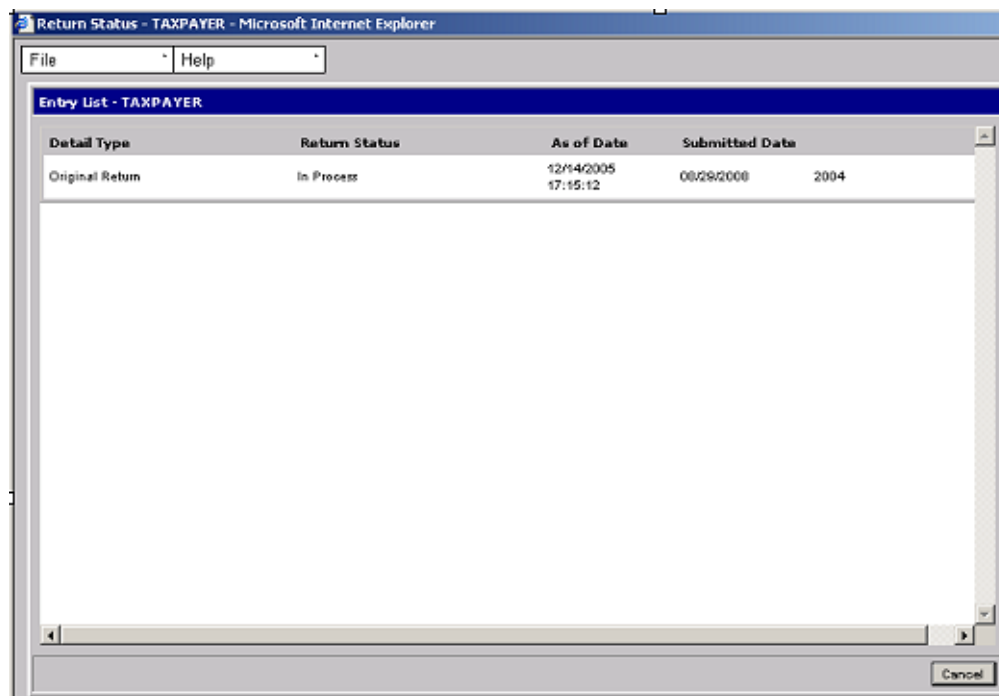 Return Status - TAXPAYER - Microsoft Internet Explorer
File Help
Entry List - TAXPAYER
Detail Type Return Status As of Date Submitted Date
Original Return In Process 12/14/2005 17:15:12 08/29/2008 2004
Cancel